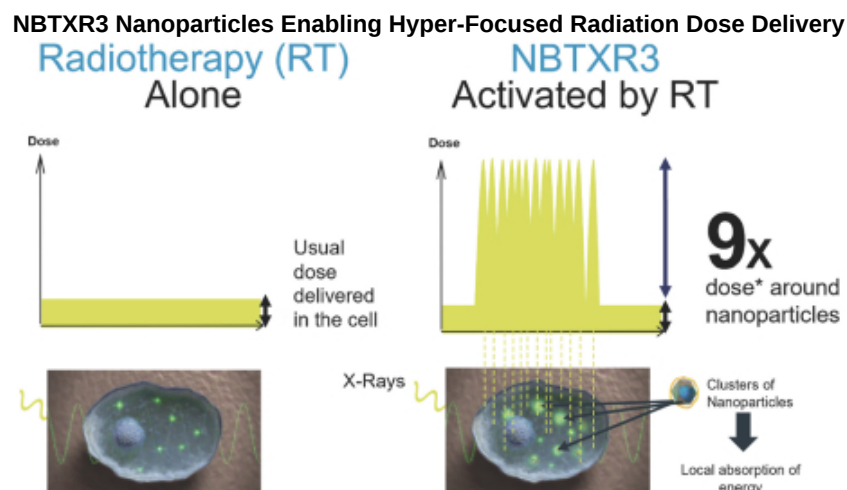 NBTXR3 Nanoparticles Enabling Hyper-Focused Radiation Dose Delivery
Radiotherapy (RT)
Alone
Dose
Usual
dose
delivered
in the cell
NBTXR3
Activated by RT
Dose
9x
dose* around
nanoparticles
X-Rays
Clusters of
Nanoparticles
Local absorption of
energy